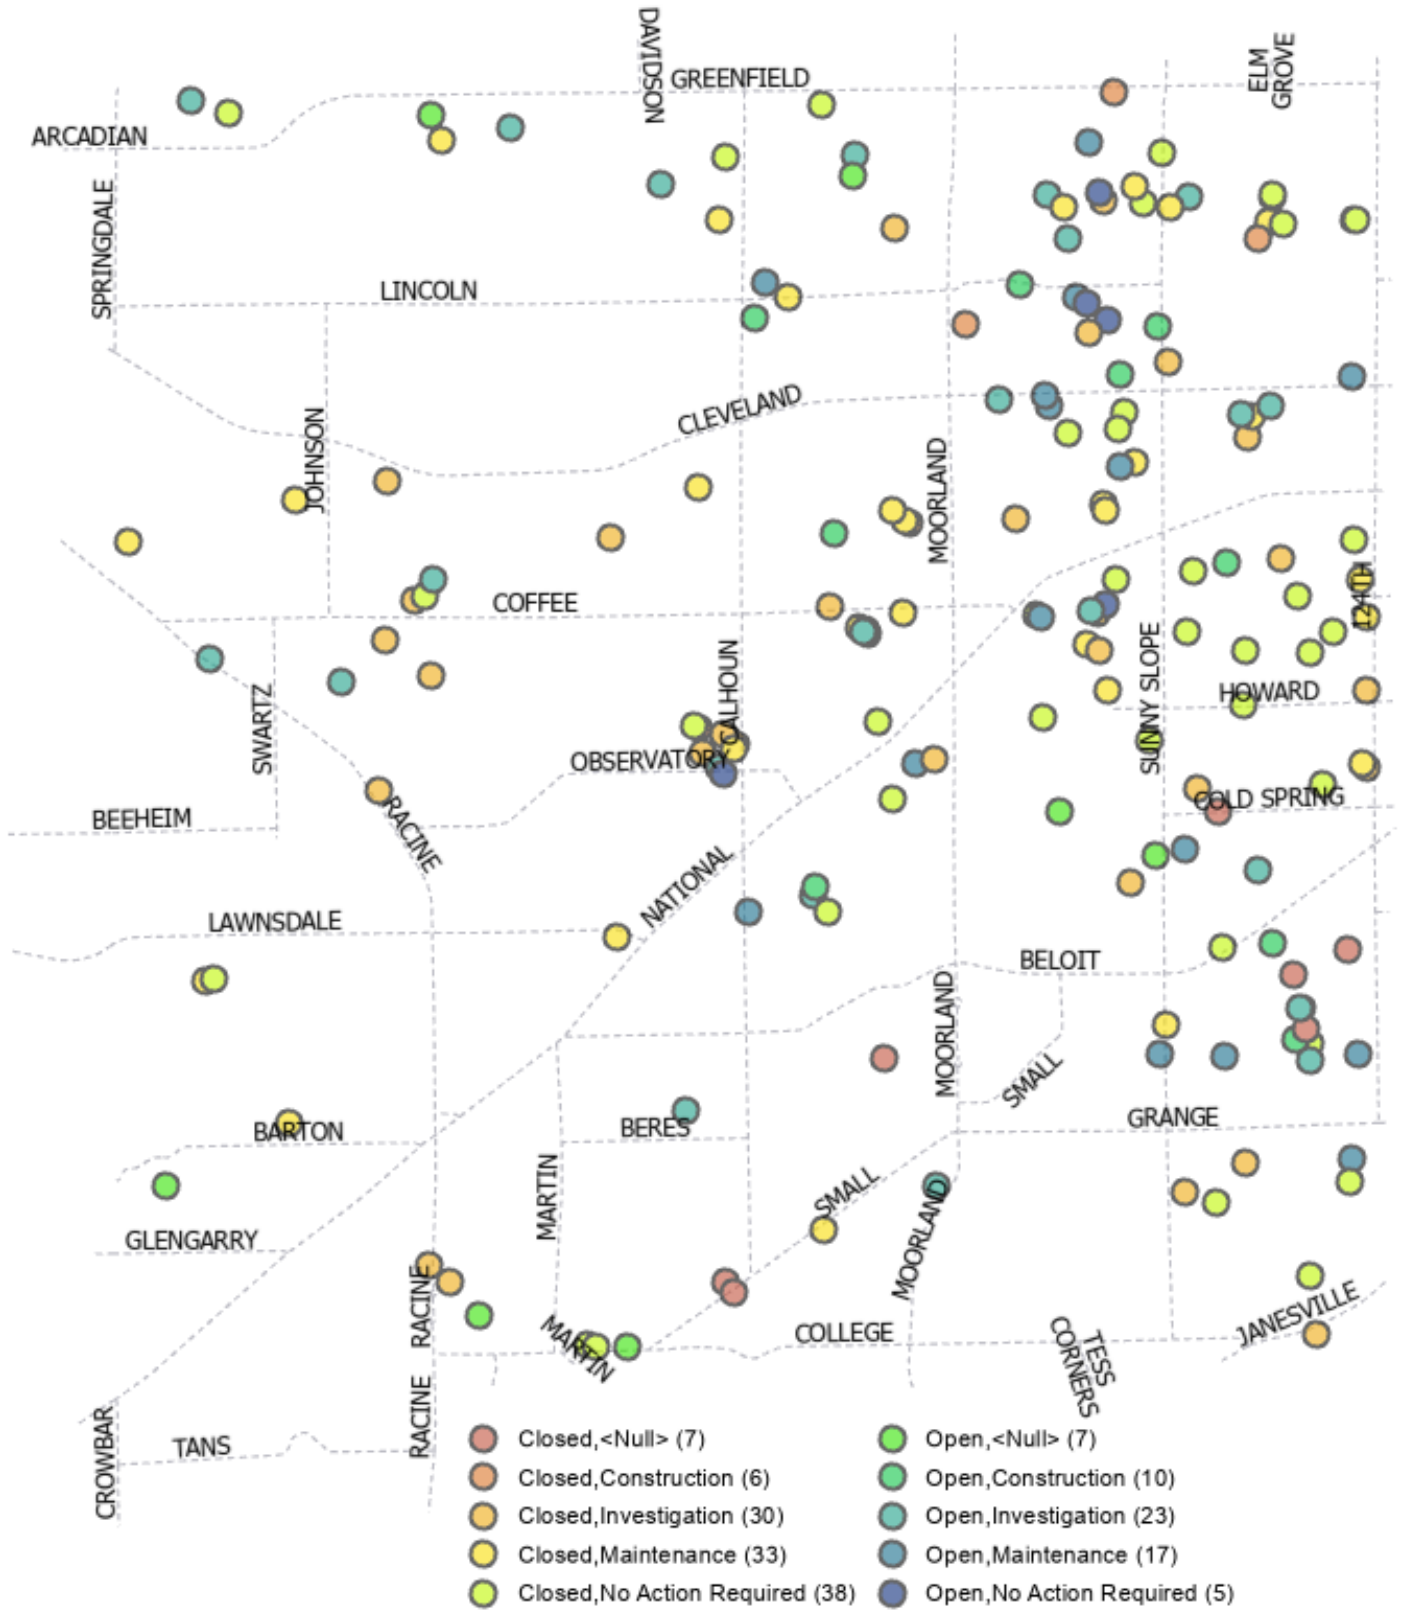 DAVIDSON
GREENFIELD
ELM
GROVE
ARCADIAN
SPRINGDALE
LINCOLN
CLEVELAND
JOHNSON
MOORLAND
COFFEE
124TH
SUNNY SLOPE
CALHOUN
HOWARD
SWARTZ
OBSERVATORY
COLD SPRING
BEEHEIM
RACINE
NATIONAL
LAWNSDALE
BELOIT
MOORLAND
SMALL
GRANGE
BARTON
BERES
MARTIN
SMALL
MOORLAND
GLENGARRY
RACINE
MARTIN
COLLEGE
TESS
CORNERS
JANESVILLE
RACINE
CROWBAR
TANS
Closed,<Null> (7)
Closed,Construction (6)
Closed,Investigation (30)
Closed,Maintenance (33)
Closed,No Action Required (38)
Open,<Null> (7)
Open,Construction (10)
Open,Investigation (23)
Open,Maintenance (17)
Open,No Action Required (5)